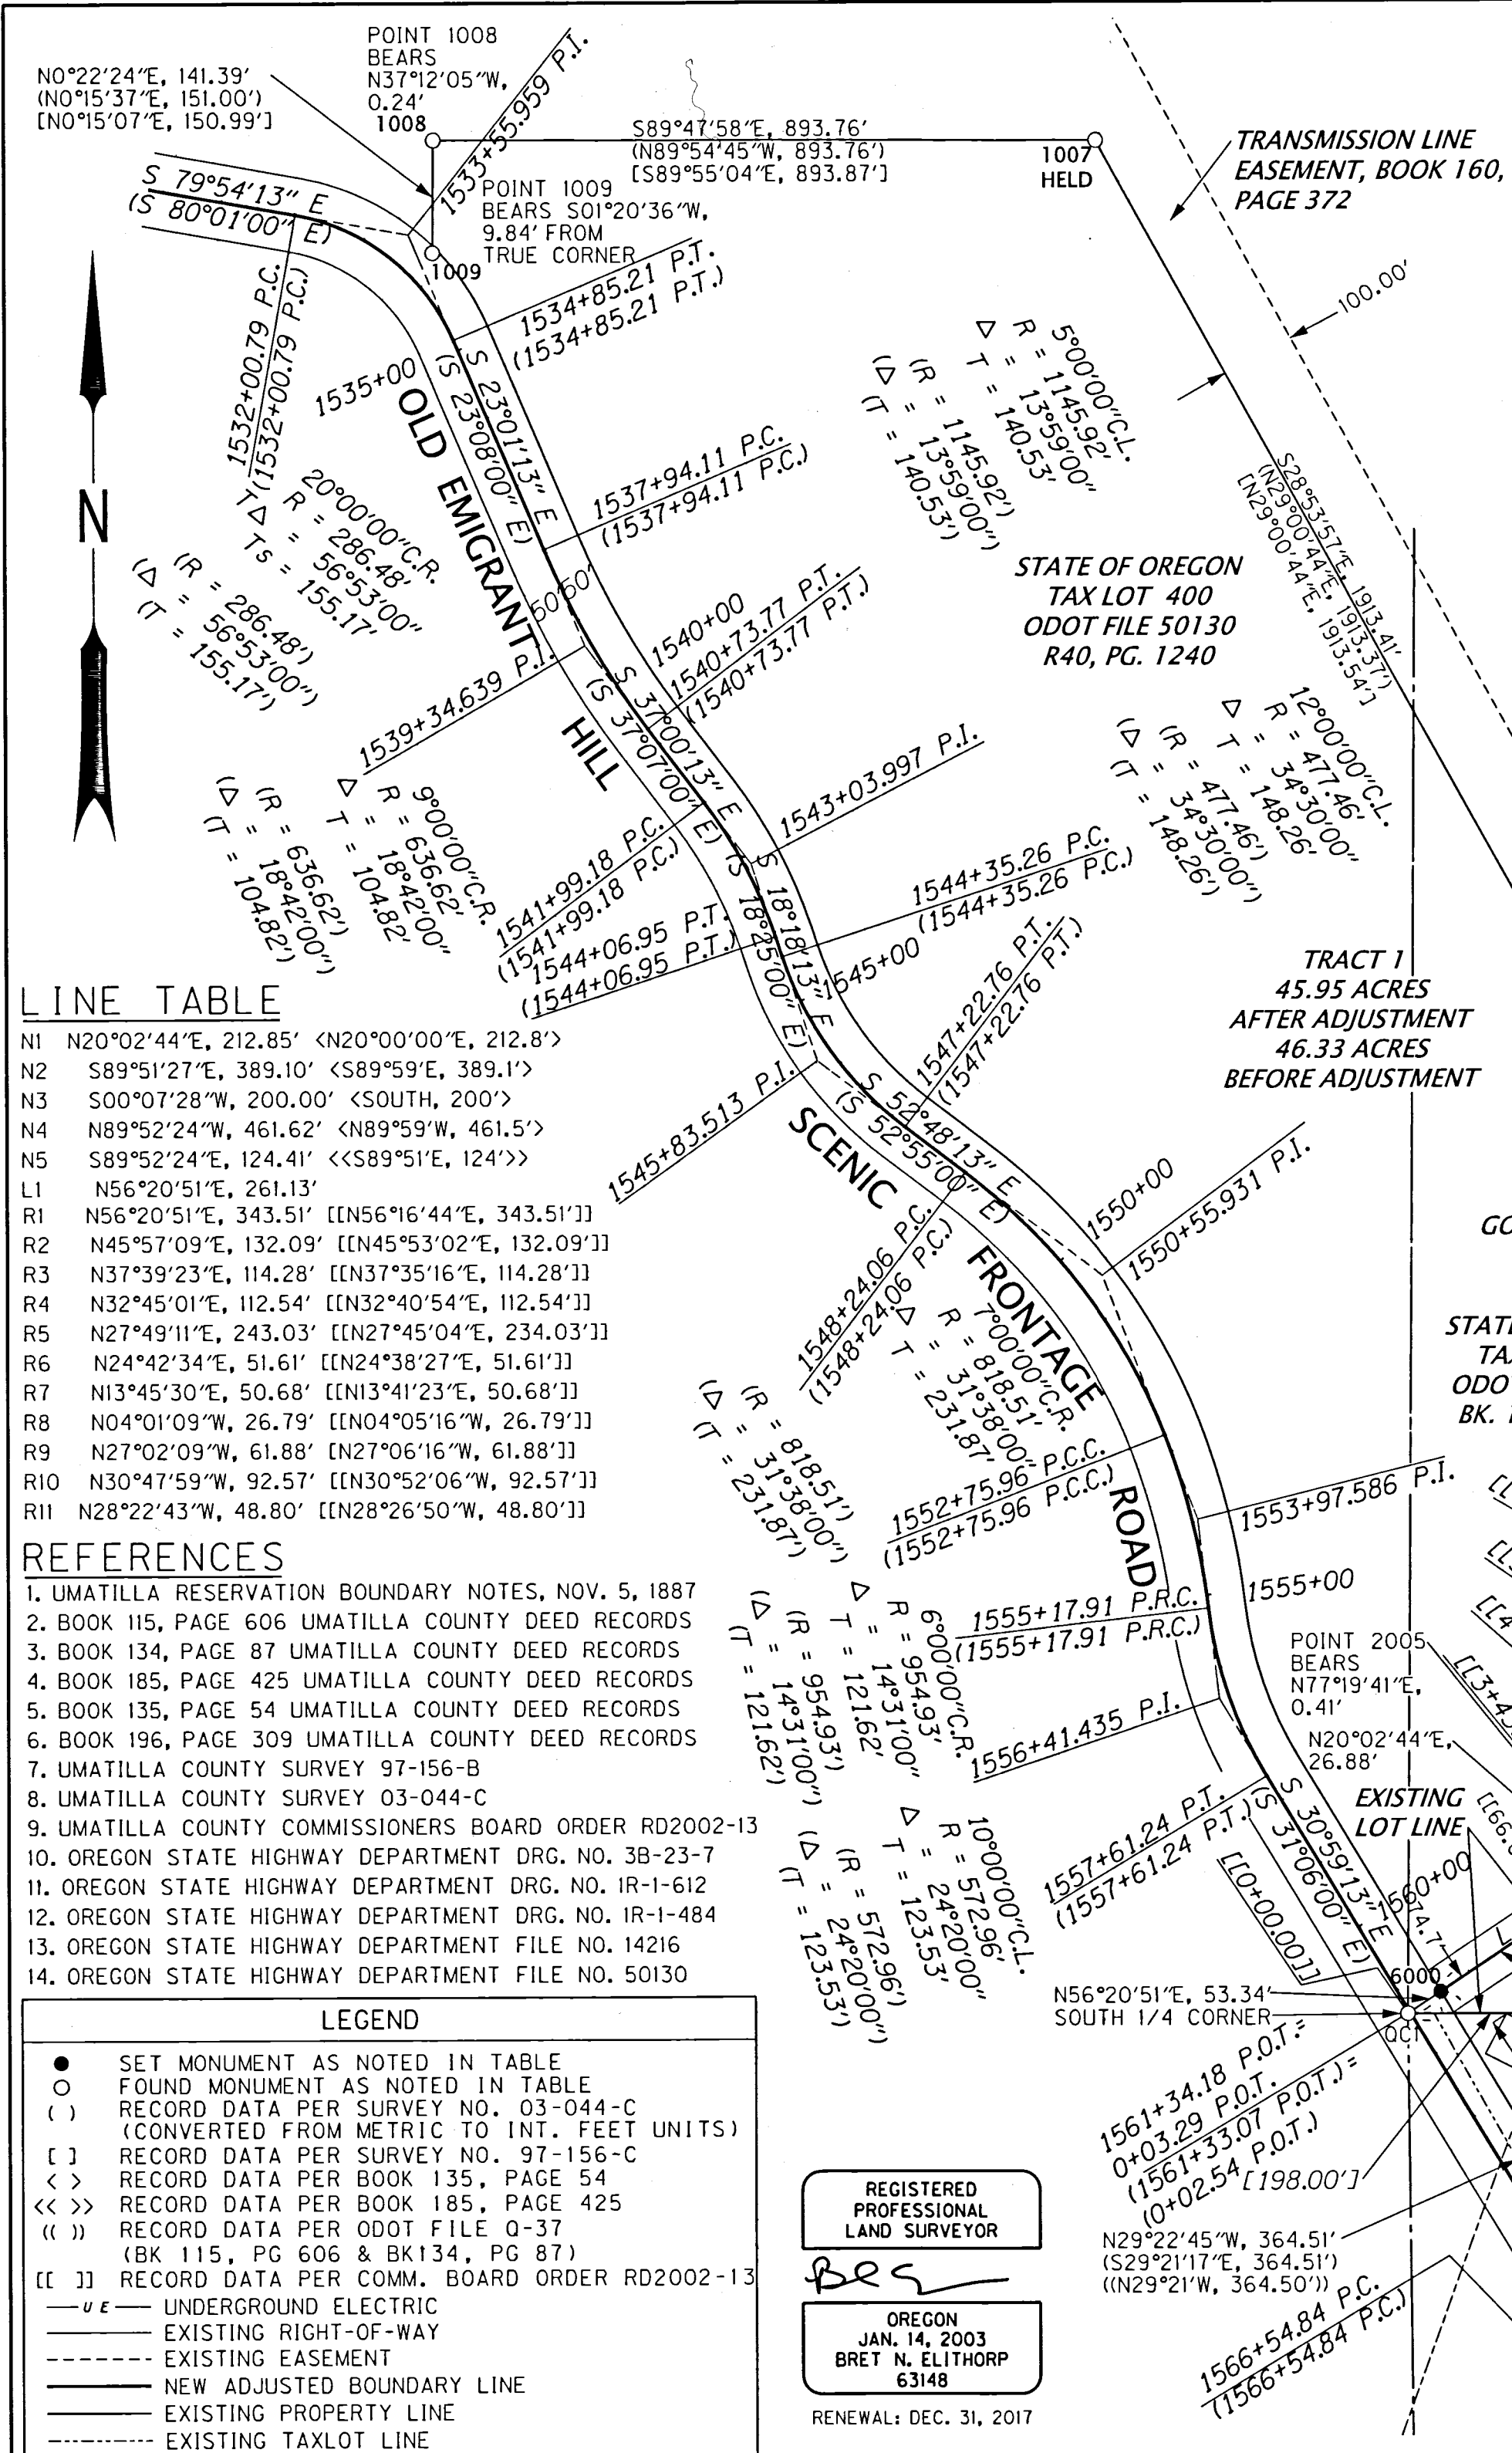 POINT 1008
BEARS
N37°12'05"W,
0.24'
1008
N0°22'24"E, 141.39'
(N0°15'37"E, 151.00')
[N0°15'07"E, 150.99']
1533+55.959 P.I.
S89°47'58"E, 893.76'
(N89°54'45"W, 893.76')
[S89°55'04"E, 893.87']
1007
HELD
TRANSMISSION LINE
EASEMENT, BOOK 160,
PAGE 372
S 79°54'13" E
(S 80°01'00" E)
POINT 1009
BEARS S01°20'36"W,
9.84' FROM
TRUE CORNER
1009
100.00'
1532+00.79 P.C.
(1532+00.79 P.C.)
1534+85.21 P.T.
(1534+85.21 P.T.)
1535+00
S 23°01'13" E
(S 23°08'00" E)
OLD EMIGRANT HILL SCENIC FRONTAGE ROAD
N
20°00'00"C.R.
R = 286.48'
Δ = 56°53'00"
Ts = 155.17'
T
(R = 286.48')
(Δ = 56°53'00")
(T = 155.17')
1537+94.11 P.C.
(1537+94.11 P.C.)
50' 50'
5°00'00"C.L.
R = 1145.92'
Δ = 13°59'00"
T = 140.53'
(R = 1145.92')
(Δ = 13°59'00")
(T = 140.53')
S28°53'57"E, 1913.41'
(N29°00'44"E, 1913.37')
[N29°00'44"E, 1913.54']
STATE OF OREGON
TAX LOT 400
ODOT FILE 50130
R40, PG. 1240
1539+34.639 P.I.
1540+00
1540+73.77 P.T.
(1540+73.77 P.T.)
S 37°00'13" E
(S 37°07'00" E)
9°00'00"C.R.
R = 636.62'
Δ = 18°42'00"
T = 104.82'
(R = 636.62')
(Δ = 18°42'00")
(T = 104.82')
1543+03.997 P.I.
12°00'00"C.L.
R = 477.46'
Δ = 34°30'00"
T = 148.26'
(R = 477.46')
(Δ = 34°30'00")
(T = 148.26')
1541+99.18 P.C.
(1541+99.18 P.C.)
1544+06.95 P.T.
(1544+06.95 P.T.)
S 18°18'13" E
(S 18°25'00" E)
1544+35.26 P.C.
(1544+35.26 P.C.)
1545+00
1547+22.76 P.T.
(1547+22.76 P.T.)
TRACT 1
45.95 ACRES
AFTER ADJUSTMENT
46.33 ACRES
BEFORE ADJUSTMENT
1545+83.513 P.I.
S 52°48'13" E
(S 52°55'00" E)
LINE TABLE
N1 N20°02'44"E, 212.85' <N20°00'00"E, 212.8'>
N2 S89°51'27"E, 389.10' <S89°59'E, 389.1'>
N3 S00°07'28"W, 200.00' <SOUTH, 200'>
N4 N89°52'24"W, 461.62' <N89°59'W, 461.5'>
N5 S89°52'24"E, 124.41' <<S89°51'E, 124'>>
L1 N56°20'51"E, 261.13'
R1 N56°20'51"E, 343.51' [[N56°16'44"E, 343.51']]
R2 N45°57'09"E, 132.09' [[N45°53'02"E, 132.09']]
R3 N37°39'23"E, 114.28' [[N37°35'16"E, 114.28']]
R4 N32°45'01"E, 112.54' [[N32°40'54"E, 112.54']]
R5 N27°49'11"E, 243.03' [[N27°45'04"E, 234.03']]
R6 N24°42'34"E, 51.61' [[N24°38'27"E, 51.61']]
R7 N13°45'30"E, 50.68' [[N13°41'23"E, 50.68']]
R8 N04°01'09"W, 26.79' [[N04°05'16"W, 26.79']]
R9 N27°02'09"W, 61.88' [N27°06'16"W, 61.88']]
R10 N30°47'59"W, 92.57' [[N30°52'06"W, 92.57']]
R11 N28°22'43"W, 48.80' [[N28°26'50"W, 48.80']]
1550+00
1550+55.931 P.I.
1548+24.06 P.C.
(1548+24.06 P.C.)
7°00'00"C.R.
R = 818.51'
Δ = 31°38'00"
T = 231.87'
(R = 818.51')
(Δ = 31°38'00")
(T = 231.87')
GO
STATE
TA
ODO
BK. 1
1552+75.96 P.C.C.
(1552+75.96 P.C.C.)
1553+97.586 P.I.
1555+00
1555+17.91 P.R.C.
(1555+17.91 P.R.C.)
6°00'00"C.R.
R = 954.93'
Δ = 14°31'00"
T = 121.62'
(R = 954.93')
(Δ = 14°31'00")
(T = 121.62')
1556+41.435 P.I.
POINT 2005
BEARS
N77°19'41"E,
0.41'
N20°02'44"E,
26.88'
EXISTING
LOT LINE
[[4
[[3+4
[[66.
REFERENCES
1. UMATILLA RESERVATION BOUNDARY NOTES, NOV. 5, 1887
2. BOOK 115, PAGE 606 UMATILLA COUNTY DEED RECORDS
3. BOOK 134, PAGE 87 UMATILLA COUNTY DEED RECORDS
4. BOOK 185, PAGE 425 UMATILLA COUNTY DEED RECORDS
5. BOOK 135, PAGE 54 UMATILLA COUNTY DEED RECORDS
6. BOOK 196, PAGE 309 UMATILLA COUNTY DEED RECORDS
7. UMATILLA COUNTY SURVEY 97-156-B
8. UMATILLA COUNTY SURVEY 03-044-C
9. UMATILLA COUNTY COMMISSIONERS BOARD ORDER RD2002-13
10. OREGON STATE HIGHWAY DEPARTMENT DRG. NO. 3B-23-7
11. OREGON STATE HIGHWAY DEPARTMENT DRG. NO. 1R-1-612
12. OREGON STATE HIGHWAY DEPARTMENT DRG. NO. 1R-1-484
13. OREGON STATE HIGHWAY DEPARTMENT FILE NO. 14216
14. OREGON STATE HIGHWAY DEPARTMENT FILE NO. 50130
10°00'00"C.L.
R = 572.96'
Δ = 24°20'00"
T = 123.53'
(R = 572.96')
(Δ = 24°20'00")
(T = 123.53')
1557+61.24 P.T.
(1557+61.24 P.T.)
S 30°59'13" E
(S 31°06'00" E)
1560+00
74.7'
[[0+00.00]]
6000
N56°20'51"E, 53.34'
SOUTH 1/4 CORNER
QC1
1561+34.18 P.O.T.=
0+03.29 P.O.T.
(1561+33.07 P.O.T.)=
(0+02.54 P.O.T.)
[198.00']
N29°22'45"W, 364.51'
(S29°21'17"E, 364.51')
((N29°21'W, 364.50'))
1566+54.84 P.C.
(1566+54.84 P.C.)
LEGEND
SET MONUMENT AS NOTED IN TABLE
FOUND MONUMENT AS NOTED IN TABLE
( ) RECORD DATA PER SURVEY NO. 03-044-C
(CONVERTED FROM METRIC TO INT. FEET UNITS)
[ ] RECORD DATA PER SURVEY NO. 97-156-C
< > RECORD DATA PER BOOK 135, PAGE 54
<< >> RECORD DATA PER BOOK 185, PAGE 425
(( )) RECORD DATA PER ODOT FILE Q-37
(BK 115, PG 606 & BK134, PG 87)
[[ ]] RECORD DATA PER COMM. BOARD ORDER RD2002-13
UE UNDERGROUND ELECTRIC
EXISTING RIGHT-OF-WAY
EXISTING EASEMENT
NEW ADJUSTED BOUNDARY LINE
EXISTING PROPERTY LINE
EXISTING TAXLOT LINE
REGISTERED
PROFESSIONAL
LAND SURVEYOR
OREGON
JAN. 14, 2003
BRET N. ELITHORP
63148
RENEWAL: DEC. 31, 2017